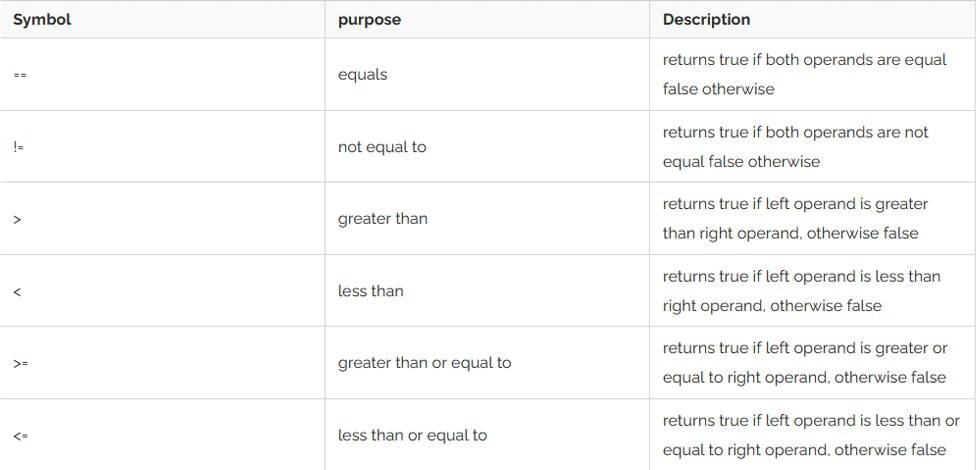 Symbol purpose Description
== equals returns true if both operands are equal
false otherwise
!= not equal to returns true if both operands are not
equal false otherwise
> greater than returns true if left operand is greater
than right operand, otherwise false
< less than returns true if left operand is less than
right operand, otherwise false
>= greater than or equal to returns true if left operand is greater or
equal to right operand, otherwise false
<= less than or equal to returns true if left operand is less than or
equal to right operand, otherwise false